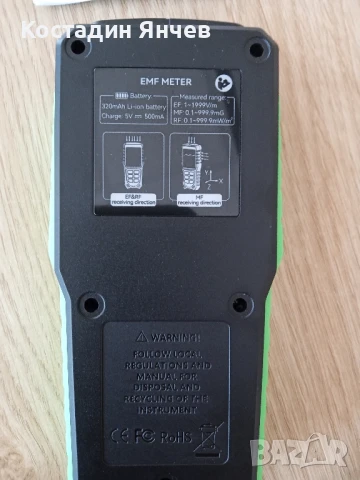 Костадин Янчев
EMF METER
Battery:
320mAh Li-ion battery
Charge: 5V ⎓ 500mA
Measured range:
EF: 1~1999V/m
MF: 0.1~999.9mG
RF: 0.1~999.9mW/m²
EF&RF
receiving direction
Y
X
Z
MF
receiving direction
⚠ WARNING!
FOLLOW LOCAL
REGULATIONS AND
MANUAL FOR
DISPOSAL AND
RECYCLING OF THE
INSTRUMENT
CE FC RoHS
BAZAR
bg